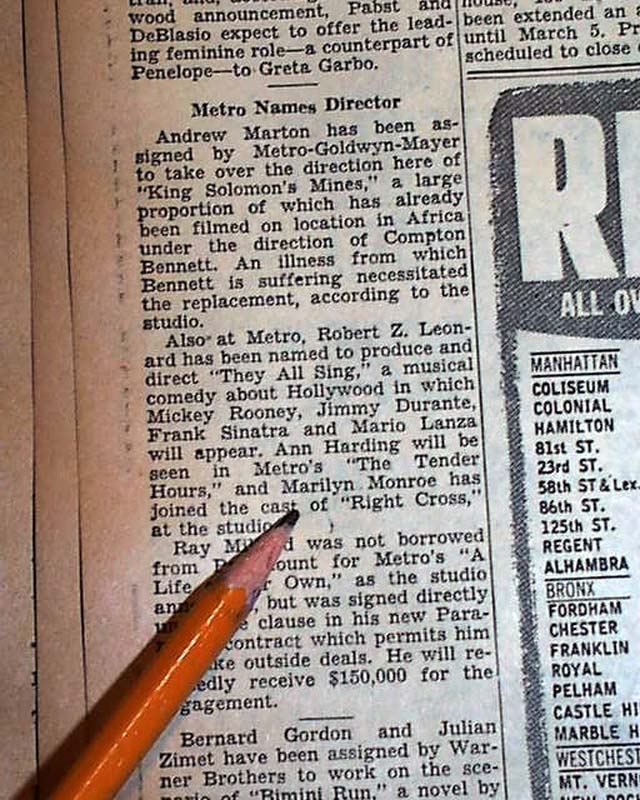 wood announcement, Pabst and
DeBlasio expect to offer the lead-
ing feminine role—a counterpart of
Penelope—to Greta Garbo.
Metro Names Director
Andrew Marton has been as-
signed by Metro-Goldwyn-Mayer
to take over the direction here of
"King Solomon's Mines," a large
proportion of which has already
been filmed on location in Africa
under the direction of Compton
Bennett. An illness from which
Bennett is suffering necessitated
the replacement, according to the
studio.
Also at Metro, Robert Z. Leon-
ard has been named to produce and
direct "They All Sing," a musical
comedy about Hollywood in which
Mickey Rooney, Jimmy Durante,
Frank Sinatra and Mario Lanza
will appear. Ann Harding will be
seen in Metro's "The Tender
Hours," and Marilyn Monroe has
joined the cast of "Right Cross,"
at the studio
Ray was not borrowed
from for Metro's "A
Life Own," as the studio
but was signed directly
clause in his new Para-
contract which permits him
outside deals. He will re-
receive $150,000 for the
Bernard Gordon and Julian
Zimet have been assigned by War-
ner Brothers to work on the sce-
of "Bimini Run," a novel by
been extended an
until March 5.
scheduled to close
ALL
MANHATTAN
COLISEUM
COLONIAL
HAMILTON
81st ST.
23rd ST.
58th ST & Lex.
86th ST.
125th ST.
REGENT
ALHAMBRA
BRONX
FORDHAM
CHESTER
FRANKLIN
ROYAL
PELHAM
CASTLE
MARBLE
MT.